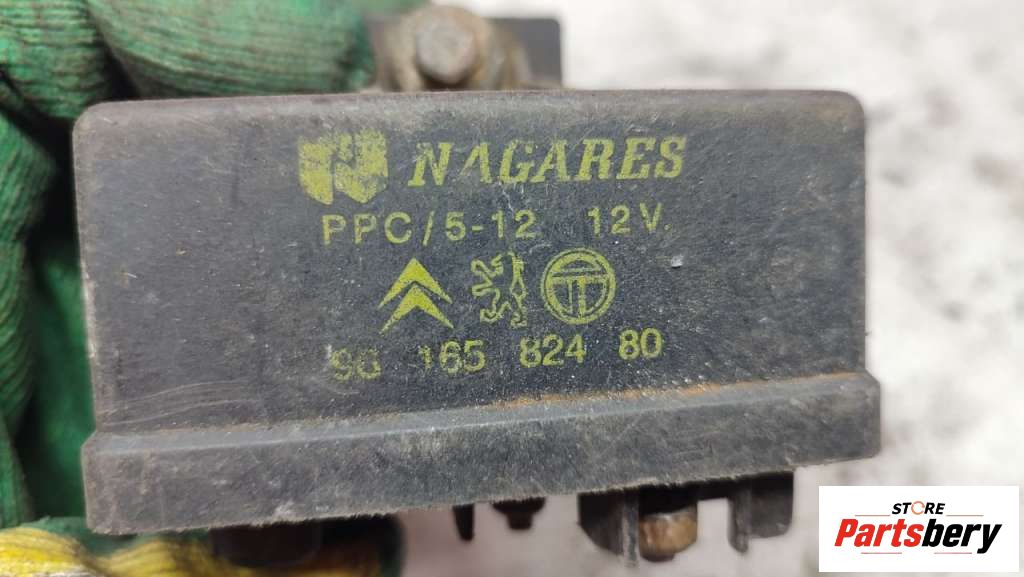 NAGARES
PPC/5-12 12V.
96 165 824 80
STORE
Partsbery